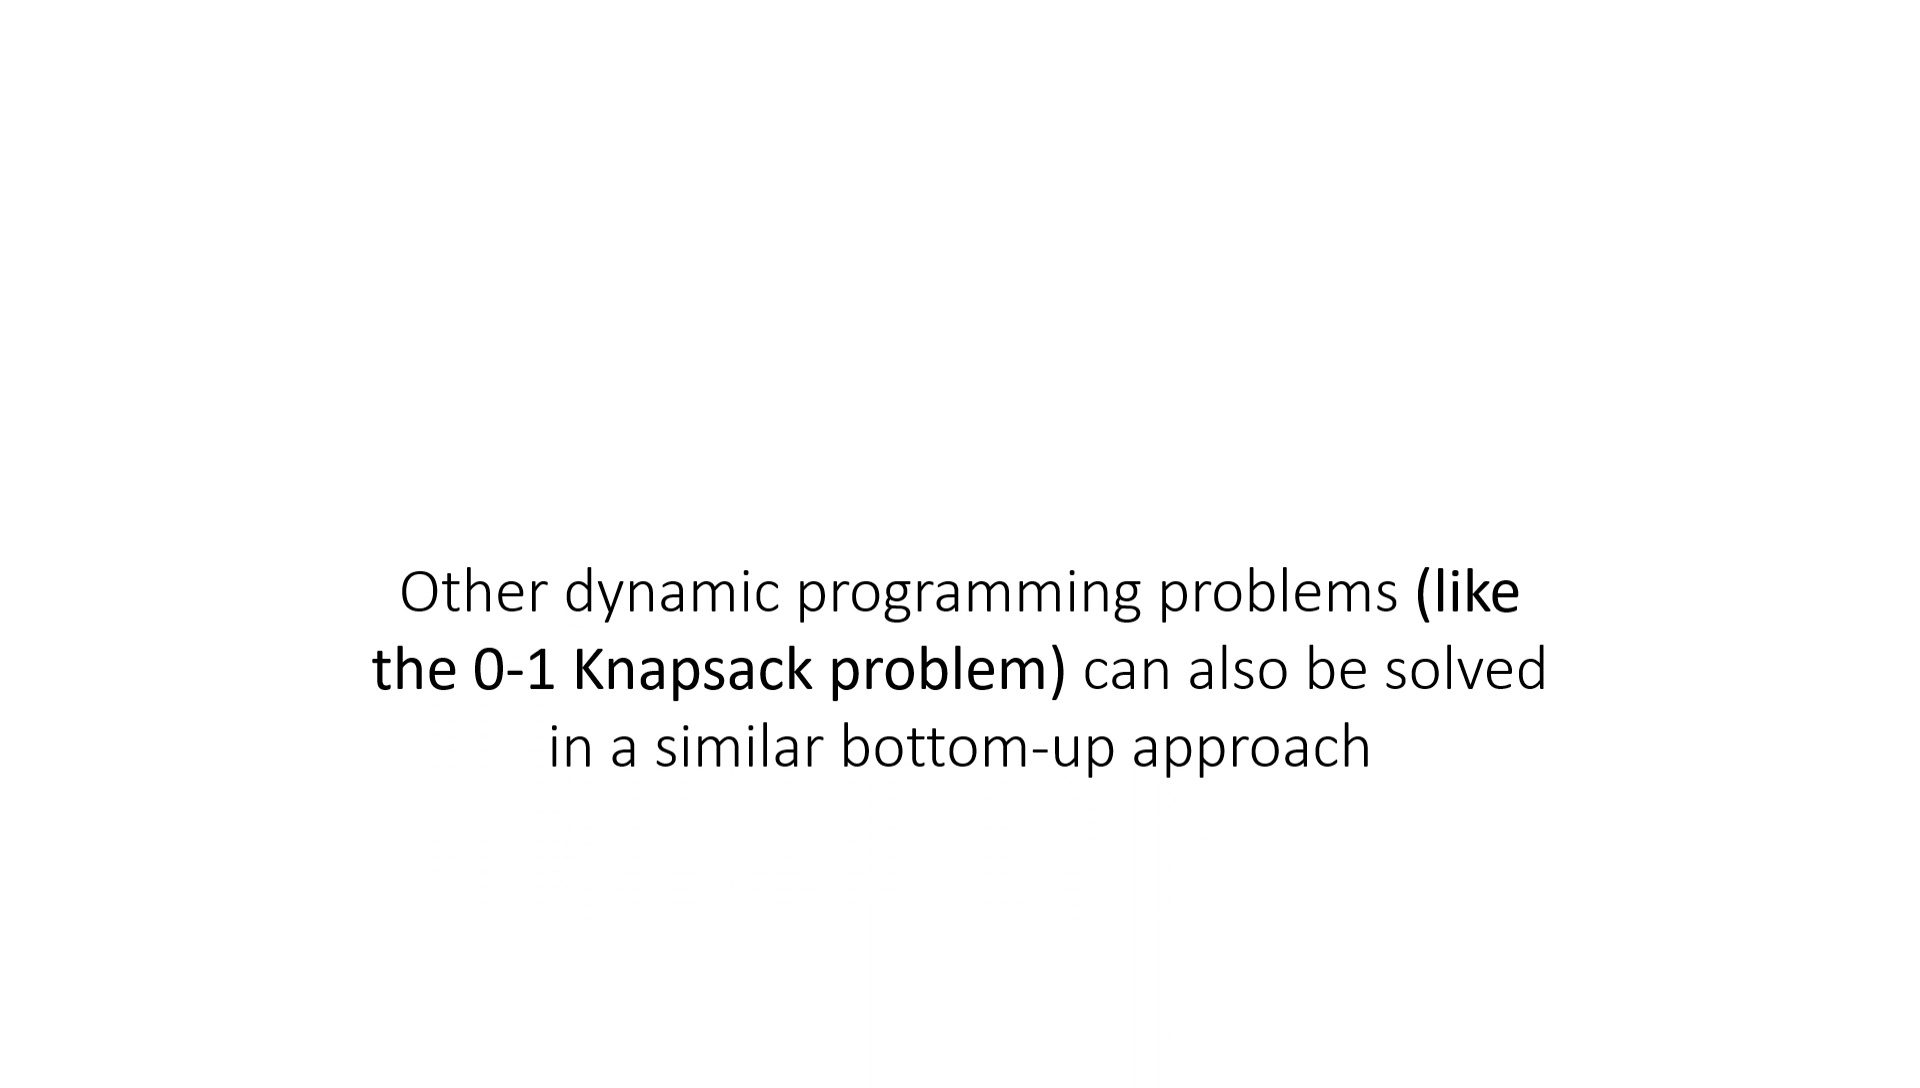 Other dynamic programming problems (like
the 0-1 Knapsack problem) can also be solved
in a similar bottom-up approach